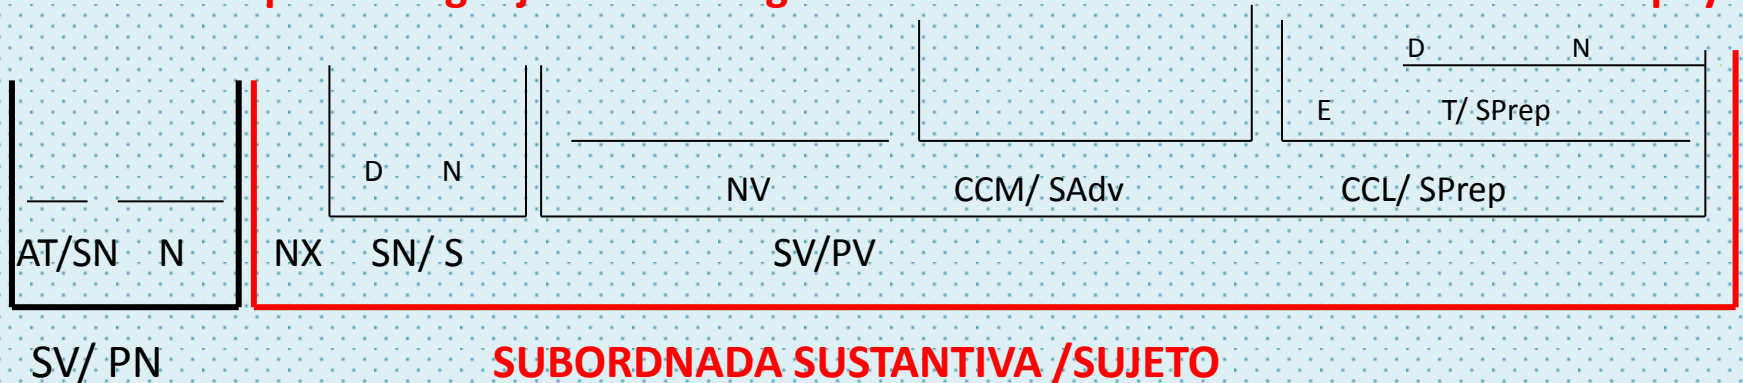 D N
E T/ SPrep
D N
NV CCM/ SAdv CCL/ SPrep
AT/SN N NX SN/ S SV/PV
SV/ PN SUBORDNADA SUSTANTIVA /SUJETO